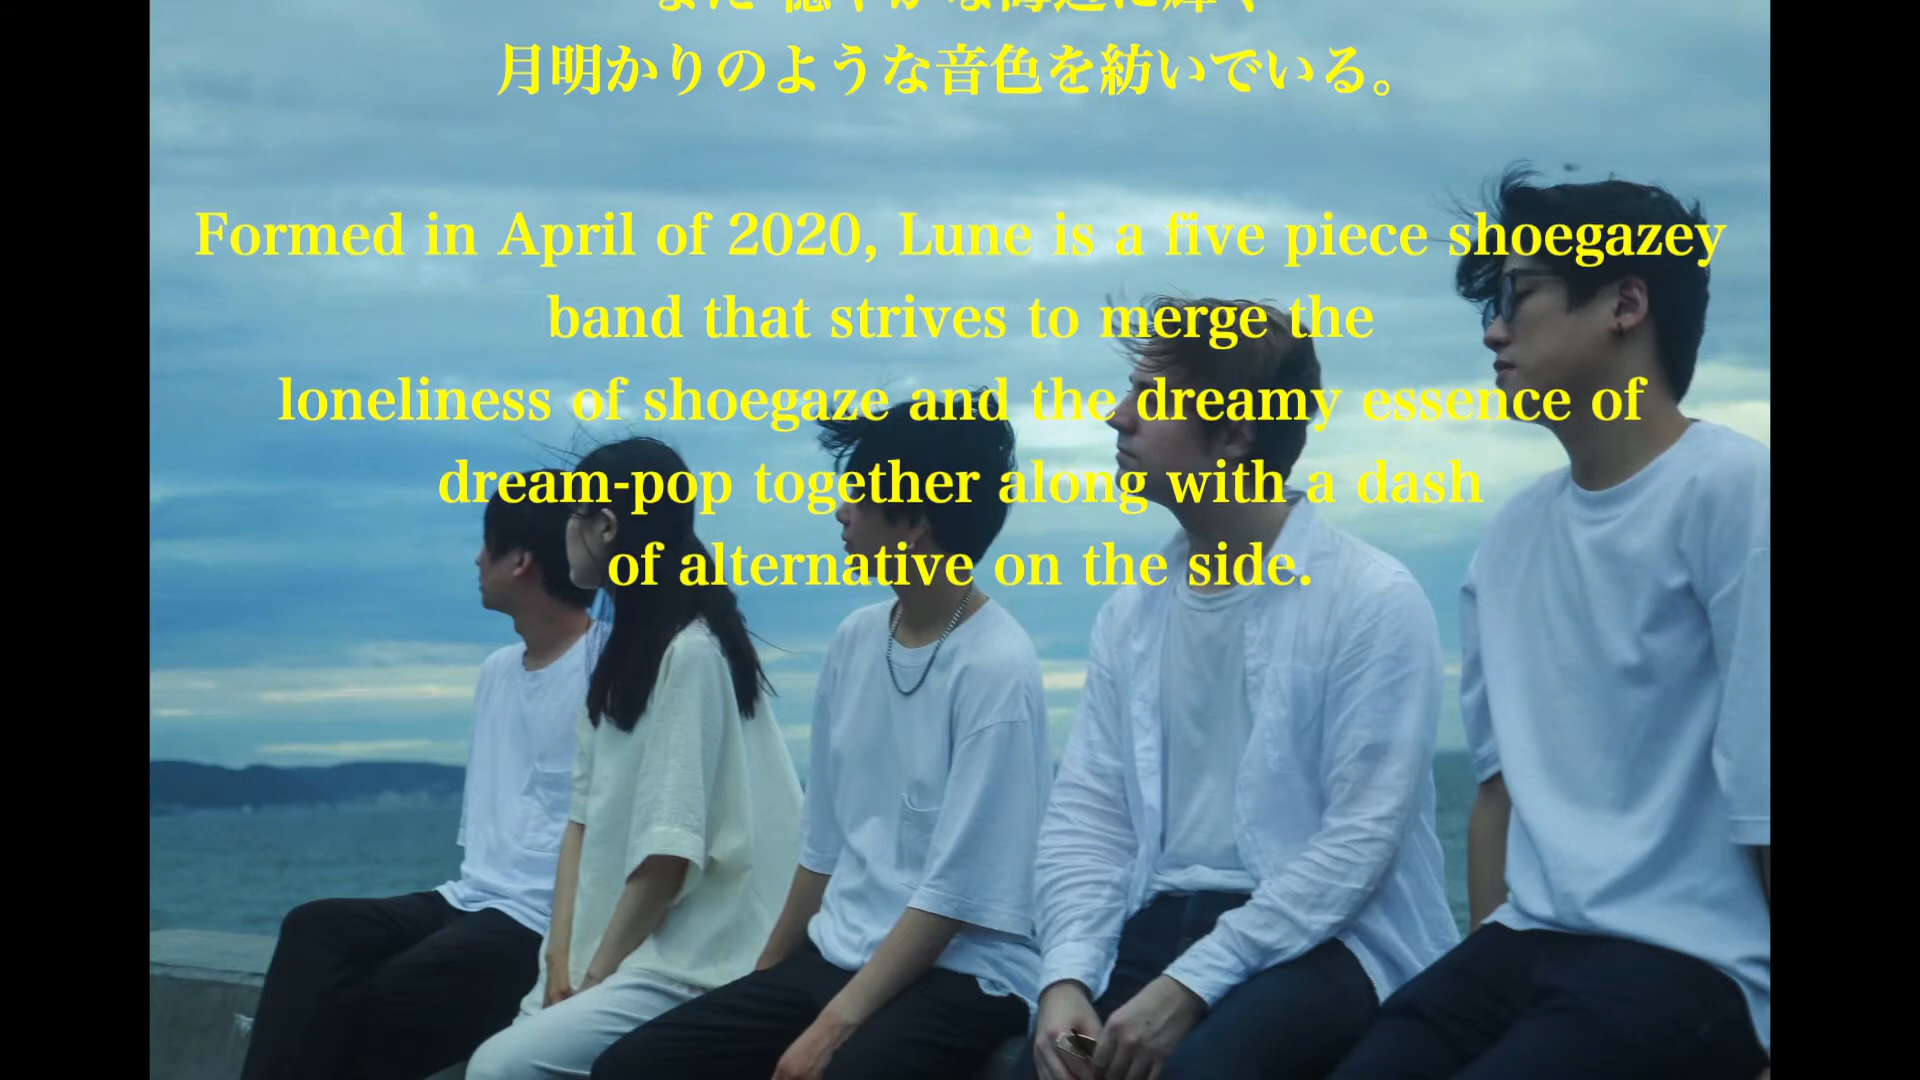 月明かりのような音色を紡いでいる。
Formed in April of 2020, Lune is a five piece shoegazey
band that strives to merge the
loneliness of shoegaze and the dreamy essence of
dream-pop together along with a dash
of alternative on the side.